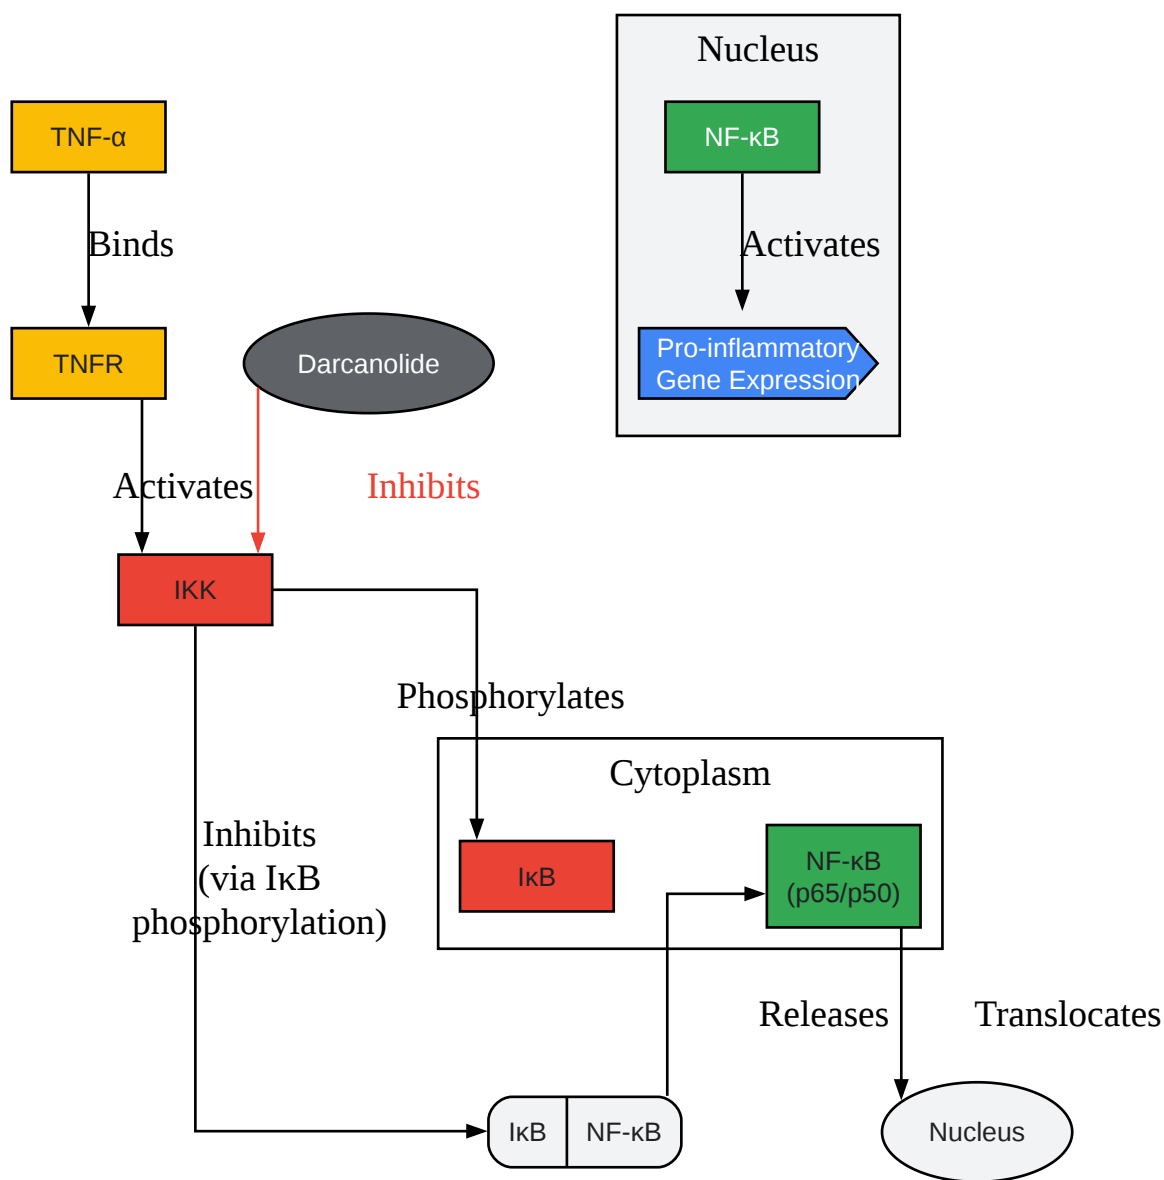 Nucleus
TNF-α
NF-κB
Binds
Activates
TNFR
Darcanolide
Pro-inflammatory
Gene Expression
Activates
Inhibits
IKK
Phosphorylates
Cytoplasm
Inhibits
(via IκB
phosphorylation)
IκB
NF-κB
(p65/p50)
Releases
Translocates
IκB
NF-κB
Nucleus